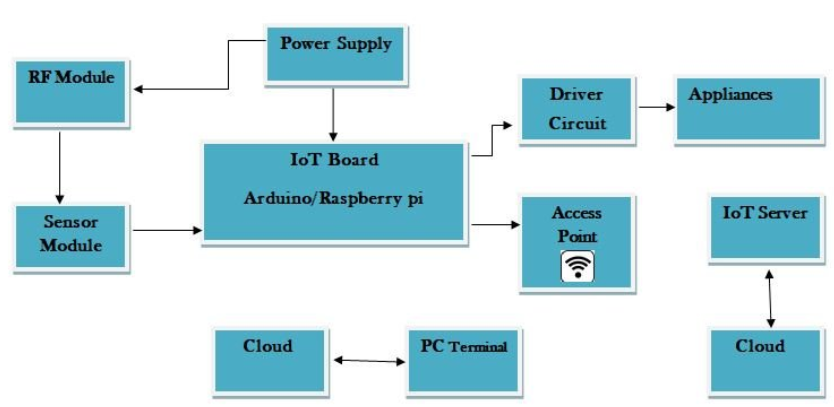 Power Supply
RF Module
Driver
Circuit
Appliances
IoT Board
Arduino/Raspberry pi
Sensor
Module
Access
Point
IoT Server
Cloud
PC Terminal
Cloud